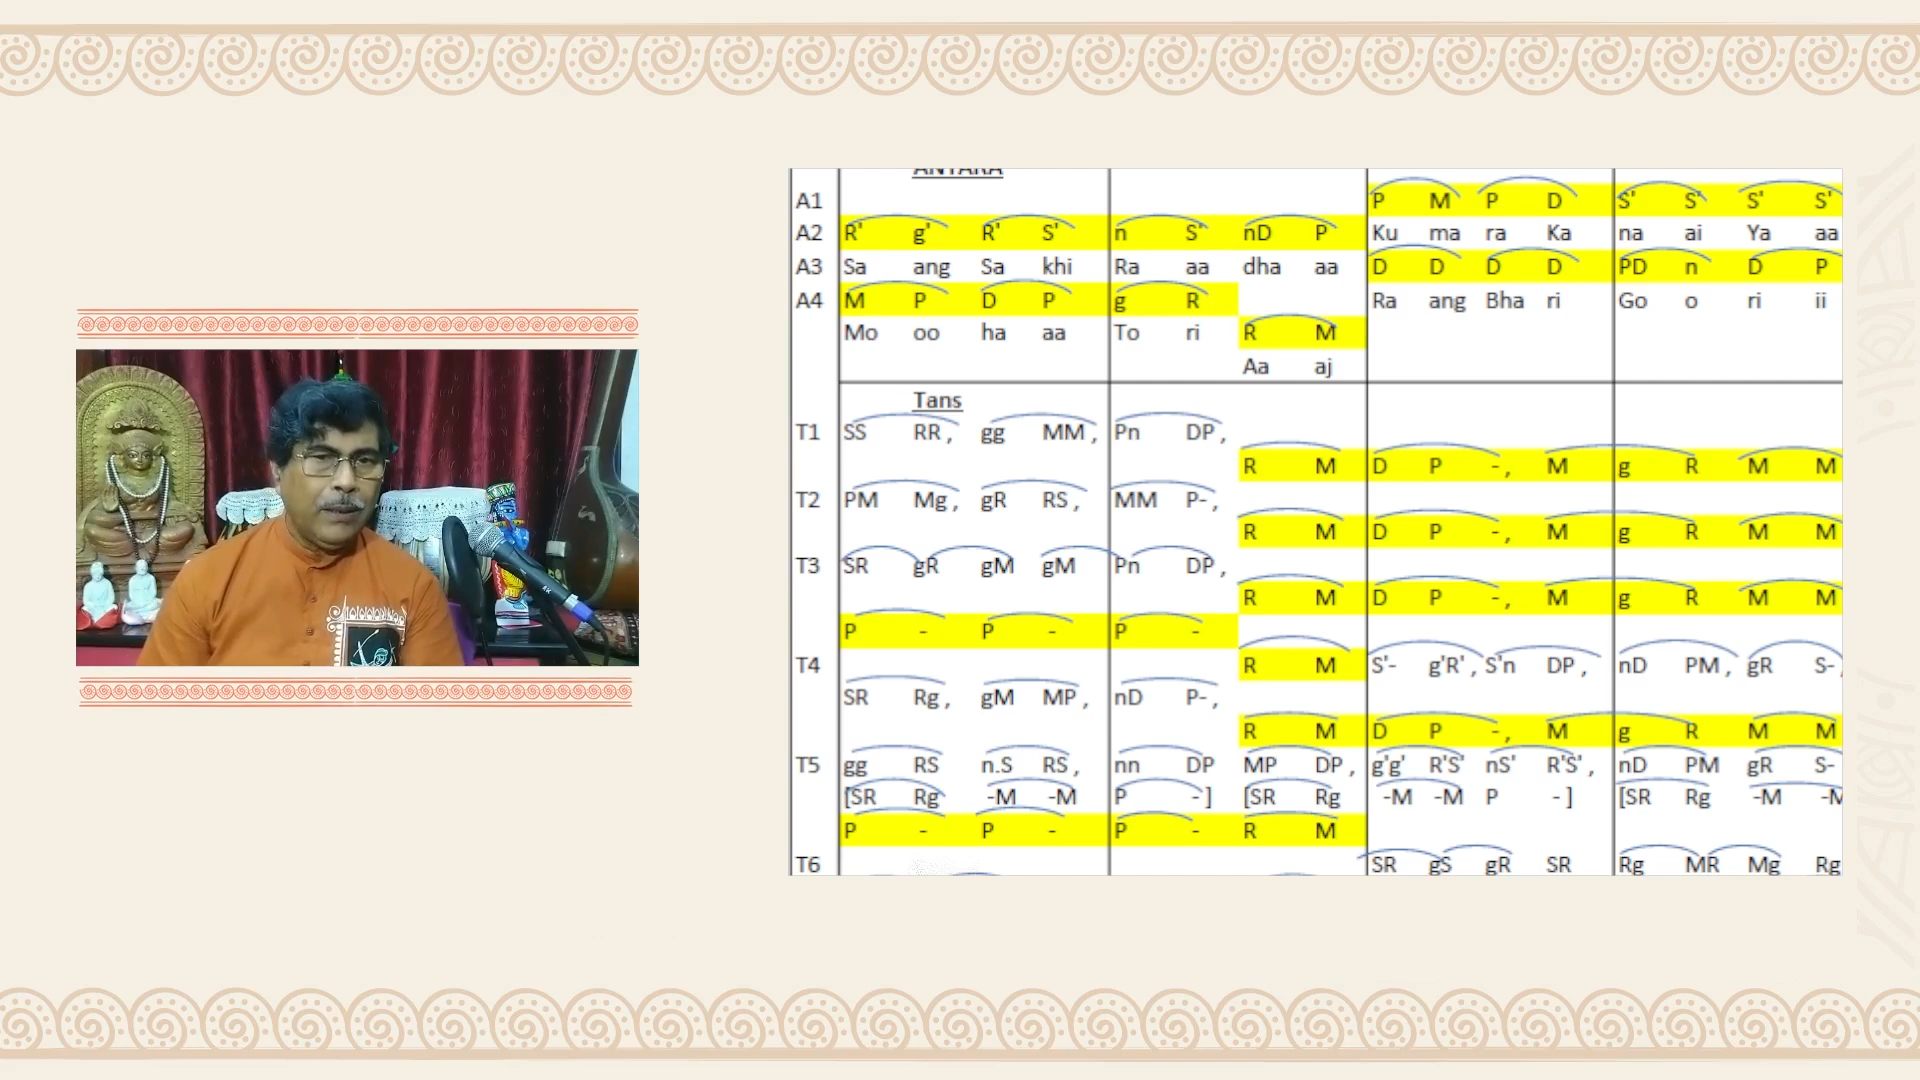 ANTARA
A1 P M P D S' S' S' S'
A2 R' g' R' S' n S' nD P Ku ma ra Ka na ai Ya aa
A3 Sa ang Sa khi Ra aa dha aa D D D D PD n D P
A4 M P D P g R Ra ang Bha ri Go o ri ii
Mo oo ha aa To ri R M
Aa aj
Tans
T1 SS RR , gg MM , Pn DP ,
R M D P - , M g R M M
T2 PM Mg , gR RS , MM P- ,
R M D P - , M g R M M
T3 SR gR gM gM Pn DP ,
R M D P - , M g R M M
P - P - P -
T4 R M S'- g'R' , S'n DP , nD PM , gR S- ,
SR Rg , gM MP , nD P- ,
R M D P - , M g R M M
T5 gg RS n.S RS , nn DP MP DP , g'g' R'S' nS' R'S' , nD PM gR S-
[SR Rg -M -M P - ] [SR Rg -M -M P - ] [SR Rg -M -M
P - P - P - R M
T6 SR gS gR SR Rg MR Mg Rg